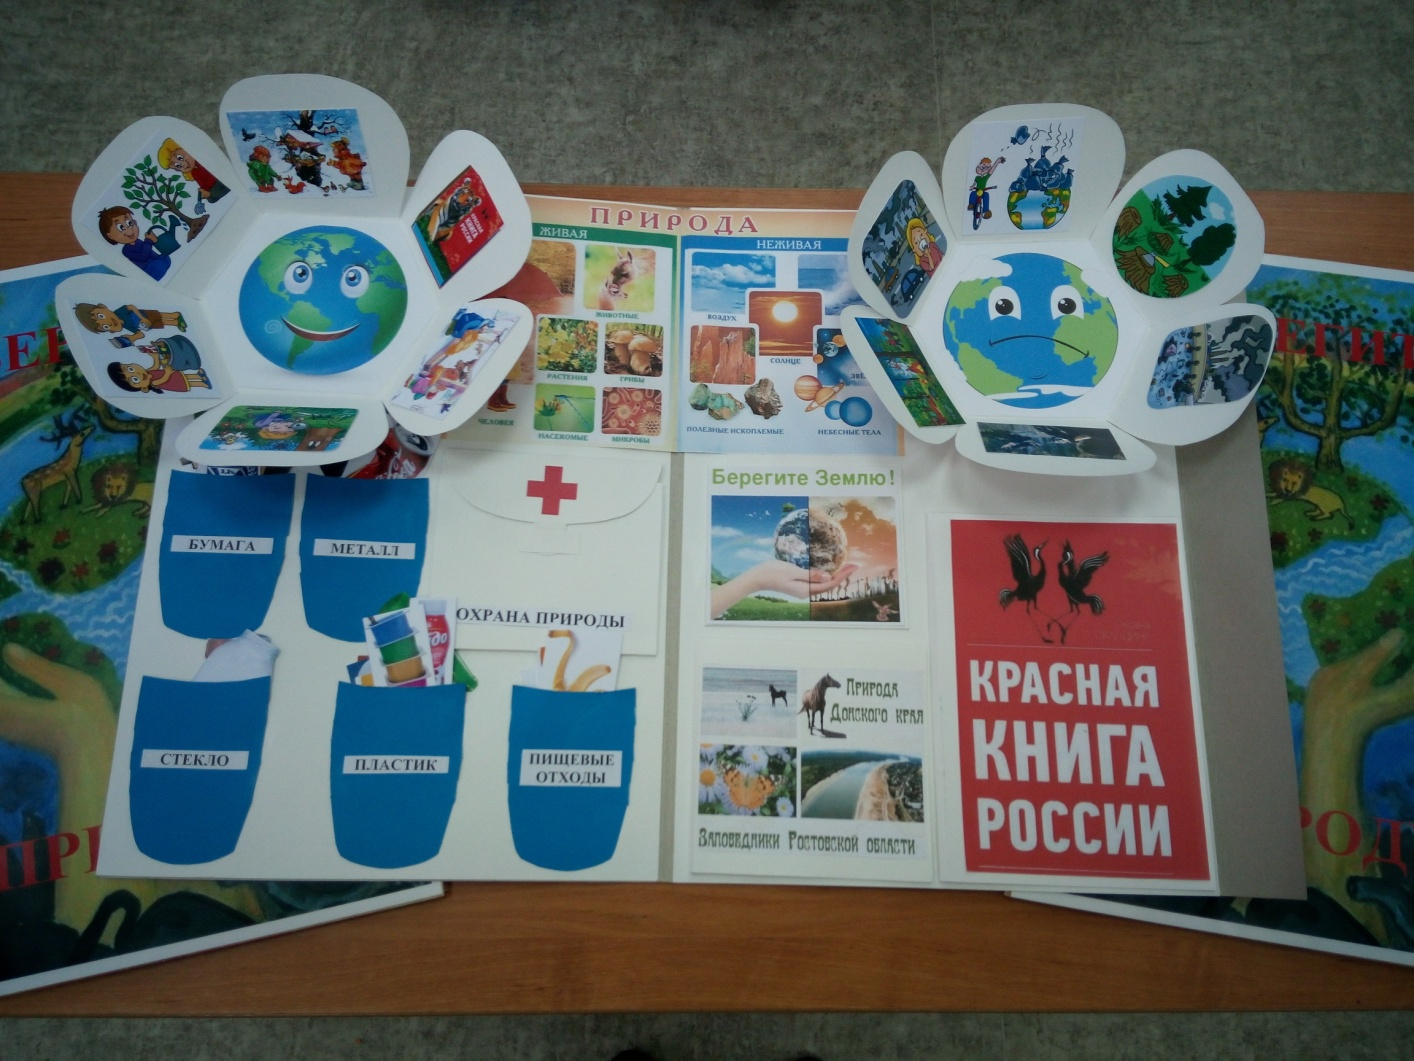 ПРИРОДА
ЖИВАЯ
НЕЖИВАЯ
ЖИВОТНЫЕ
РАСТЕНИЯ
ГРИБЫ
ЧЕЛОВЕК
НАСЕКОМЫЕ
МИКРОБЫ
ВОЗДУХ
СОЛНЦЕ
ПОЛЕЗНЫЕ ИСКОПАЕМЫЕ
НЕБЕСНЫЕ ТЕЛА
БУМАГА
МЕТАЛЛ
ОХРАНА ПРИРОДЫ
СТЕКЛО
ПЛАСТИК
ПИЩЕВЫЕ
ОТХОДЫ
Берегите Землю!
Природа
Донского края
Заповедники Ростовской области
КРАСНАЯ
КНИГА
РОССИИ